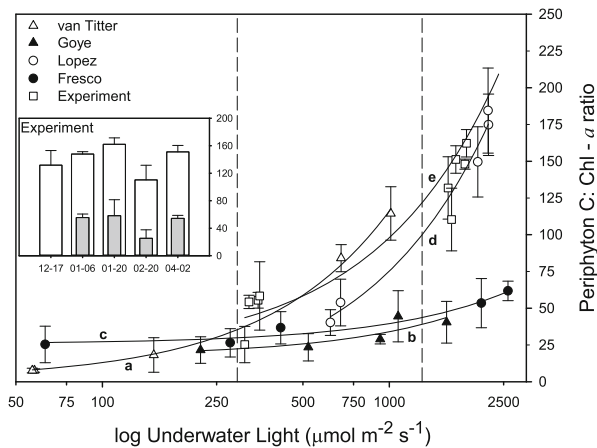 van Titter
Goye
Lopez
Fresco
Experiment
Experiment
200
160
120
80
40
0
12-17 01-06 01-20 02-20 04-02
e
d
c
a
b
250
225
200
175
150
125
100
75
50
25
0
Periphyton C: Chl - a ratio
50 75 100 250 500 750 1000 2500
log Underwater Light (μmol m⁻² s⁻¹)